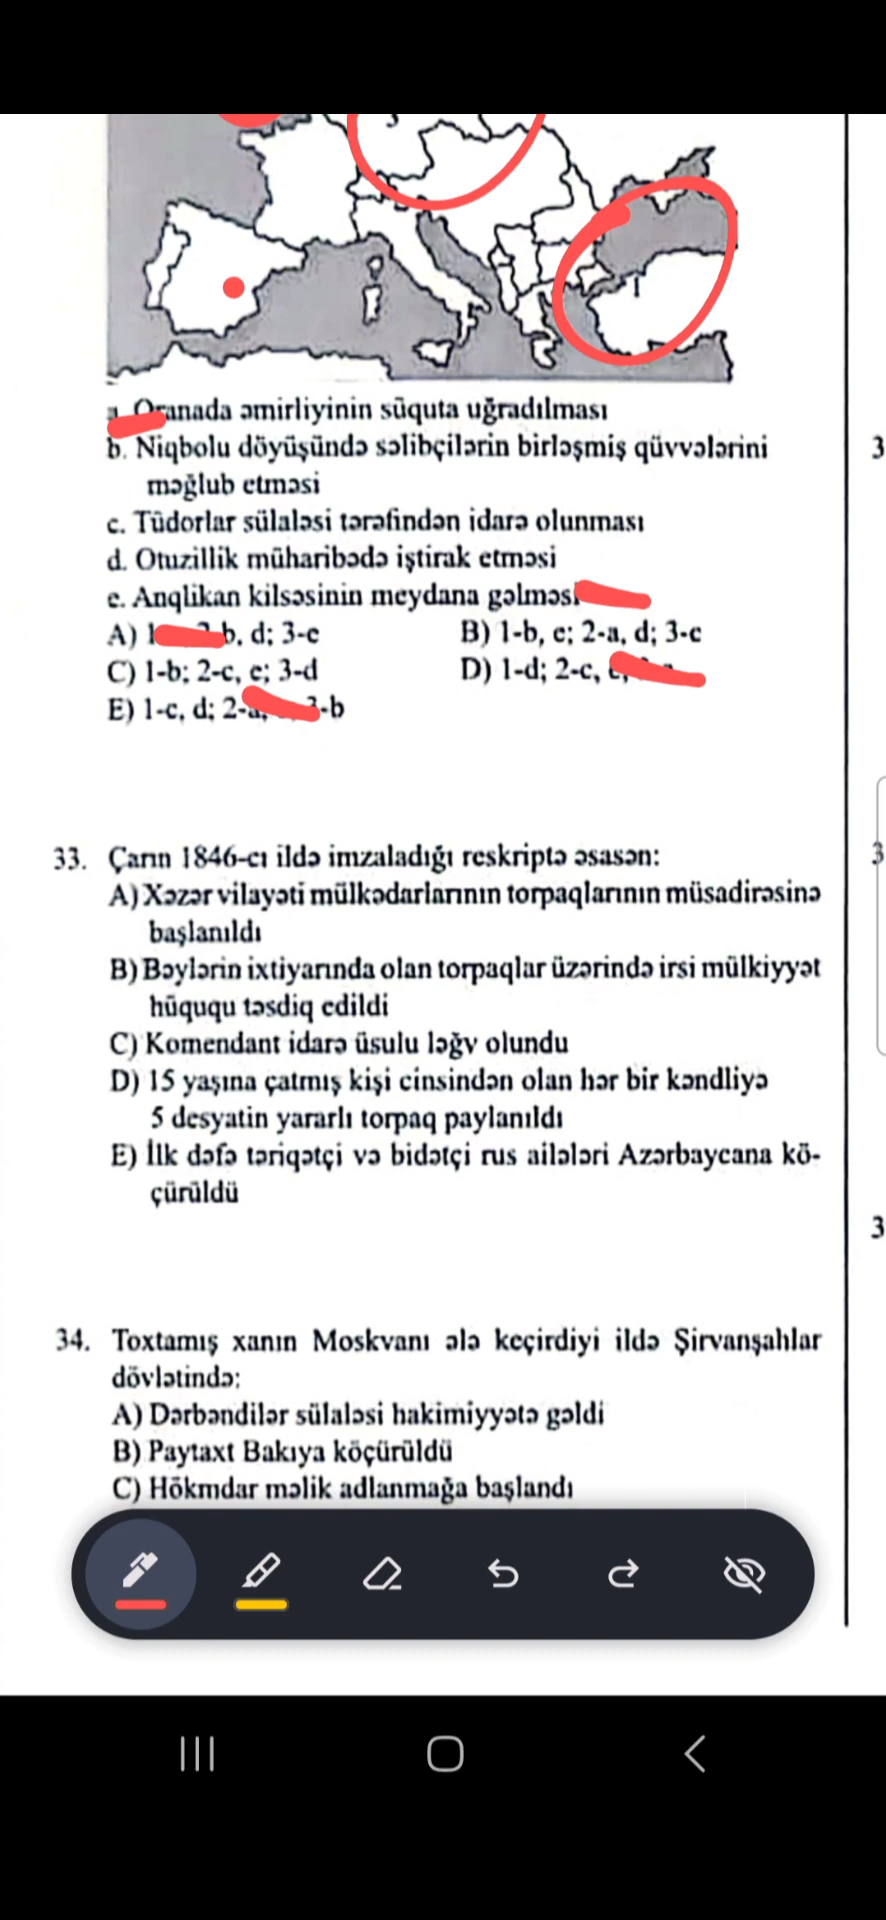 1
anada əmirliyinin süquta uğradılması
b. Niqbolu döyüşündə səlibçilərin birləşmiş qüvvələrini
məğlub etməsi
c. Tüdorlar sülaləsi tərəfindən idarə olunması
d. Otuzillik müharibədə iştirak etməsi
e. Anqlikan kilsəsinin meydana gəlməsi
A) 1 b, d; 3-e B) 1-b, e; 2-a, d; 3-c
C) 1-b; 2-c, e; 3-d D) 1-d; 2-c,
E) 1-c, d; 2-a, -b
33. Çarın 1846-cı ildə imzaladığı reskriptə əsasən:
A) Xəzər vilayəti mülkədarlarının torpaqlarının müsadirəsinə
başlanıldı
B) Bəylərin ixtiyarında olan torpaqlar üzərində irsi mülkiyyət
hüququ təsdiq edildi
C) Komendant idarə üsulu ləğv olundu
D) 15 yaşına çatmış kişi cinsindən olan hər bir kəndliyə
5 desyatin yararlı torpaq paylanıldı
E) İlk dəfə təriqətçi və bidətçi rus ailələri Azərbaycana kö-
çürüldü
34. Toxtamış xanın Moskvanı ələ keçirdiyi ildə Şirvanşahlar
dövlətində:
A) Dərbəndilər sülaləsi hakimiyyətə gəldi
B) Paytaxt Bakıya köçürüldü
C) Hökmdar məlik adlanmağa başlandı
3
3
3